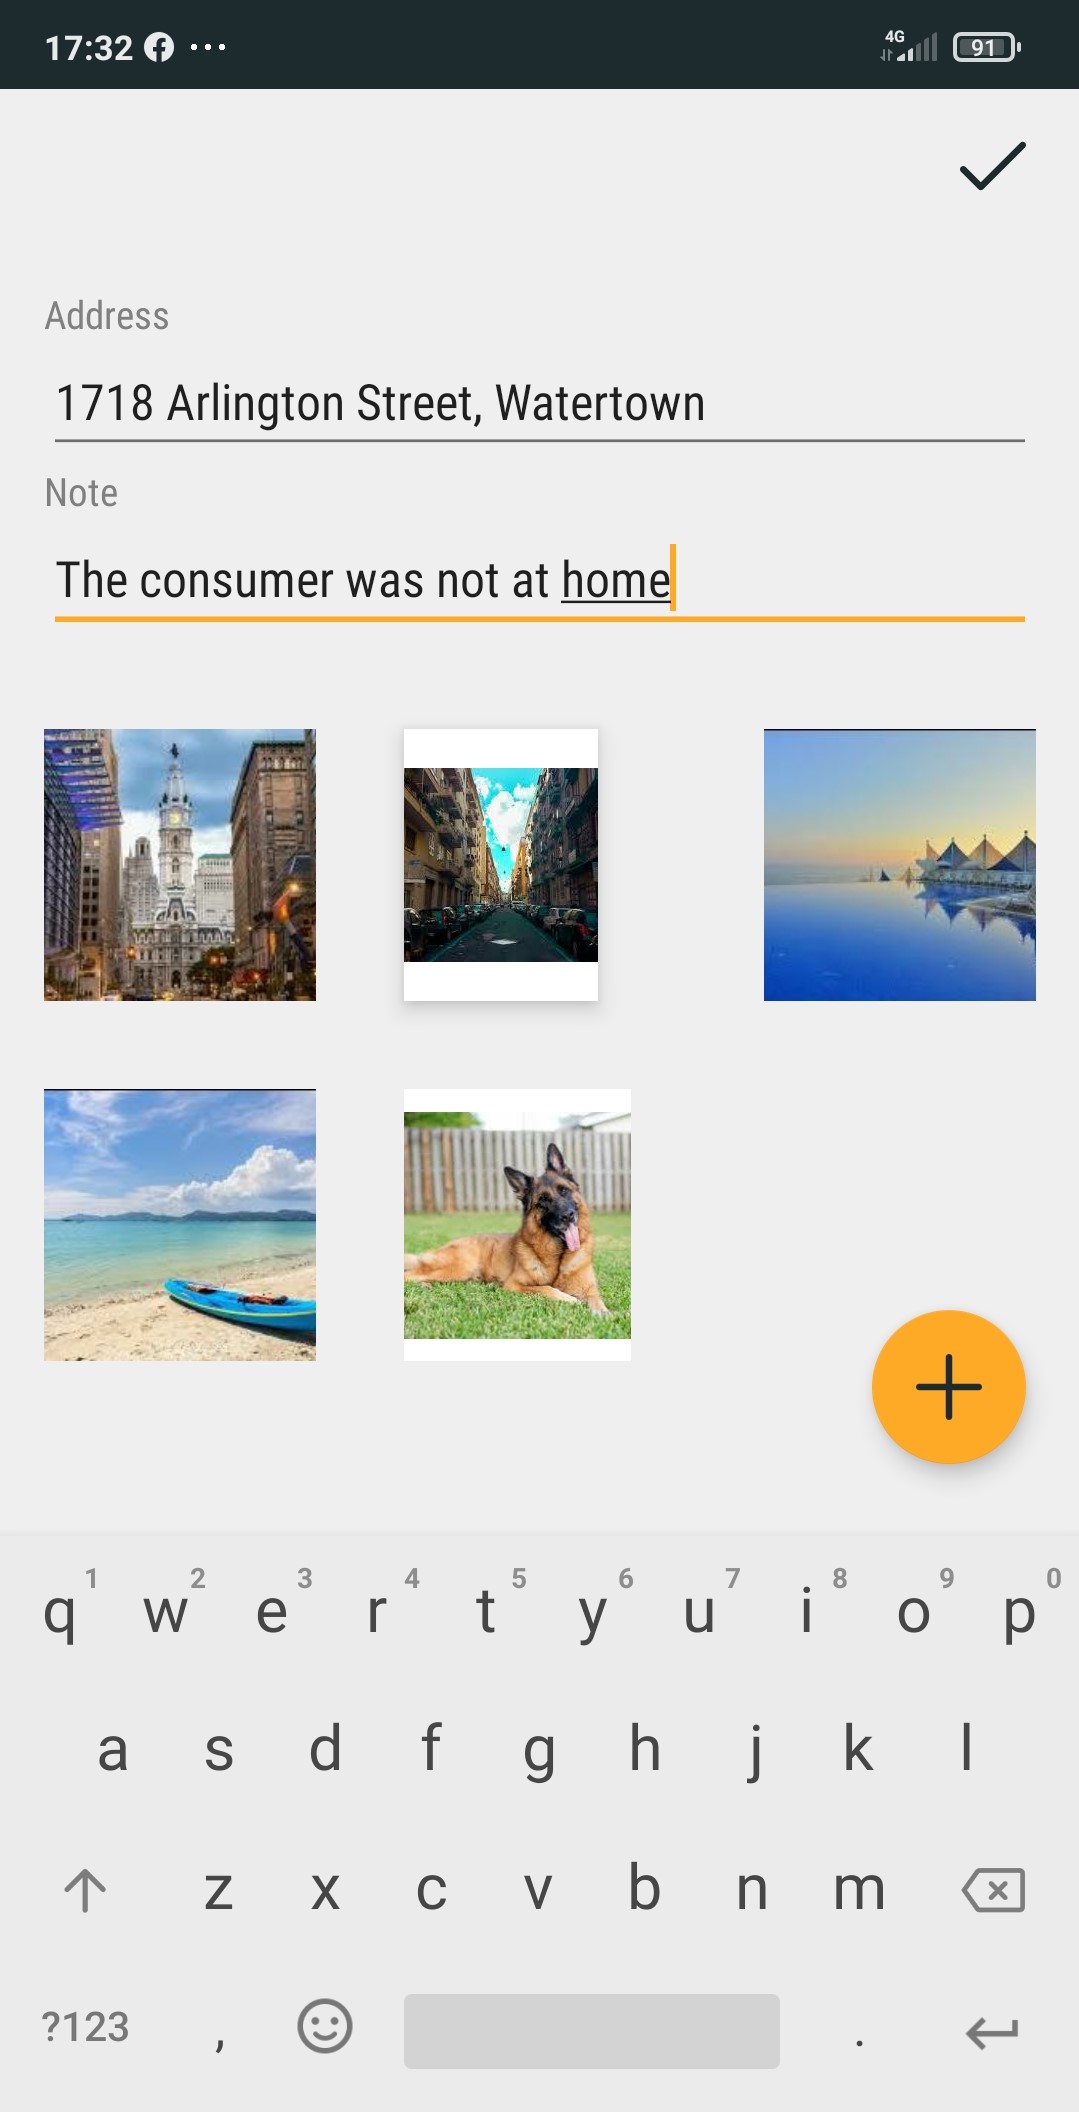 17:32
4G
91
Address
1718 Arlington Street, Watertown
Note
The consumer was not at home
1 2 3 4 5 6 7 8 9 0
q w e r t y u i o p
a s d f g h j k l
z x c v b n m
?123 , .